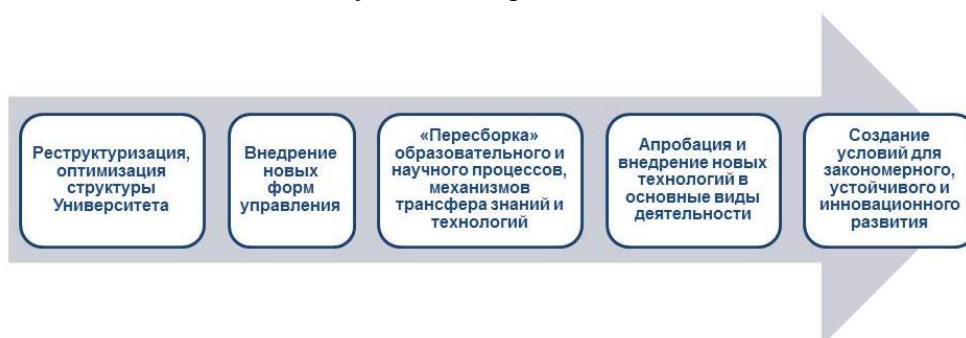 Реструктуризация,
оптимизация
структуры
Университета
Внедрение
новых
форм
управления
«Пересборка»
образовательного и
научного процессов,
механизмов
трансфера знаний и
технологий
Апробация и
внедрение новых
технологий в
основные виды
деятельности
Создание
условий для
закономерного,
устойчивого и
инновационного
развития